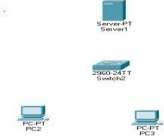 Server-PT
Server1
2960-24TT
Switch2
PC-PT
PC2
PC-PT
PC3